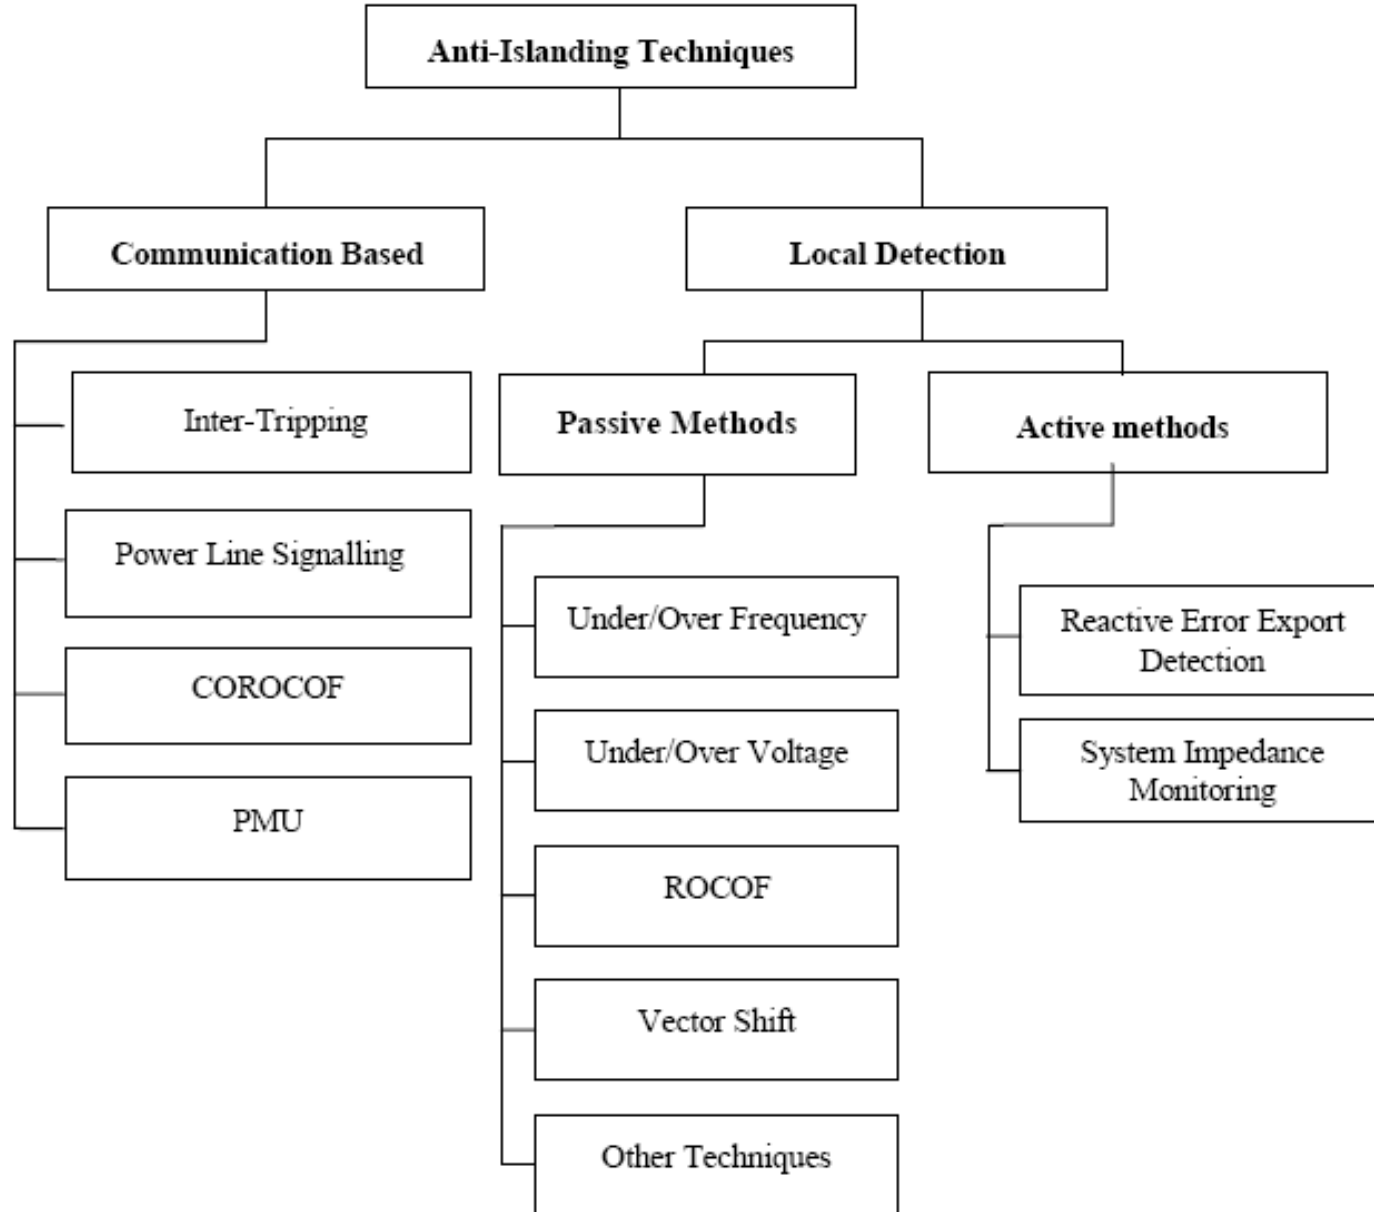 Anti-Islanding Techniques
Communication Based
Local Detection
Inter-Tripping
Power Line Signalling
COROCOF
PMU
Passive Methods
Under/Over Frequency
Under/Over Voltage
ROCOF
Vector Shift
Other Techniques
Active methods
Reactive Error Export
Detection
System Impedance
Monitoring